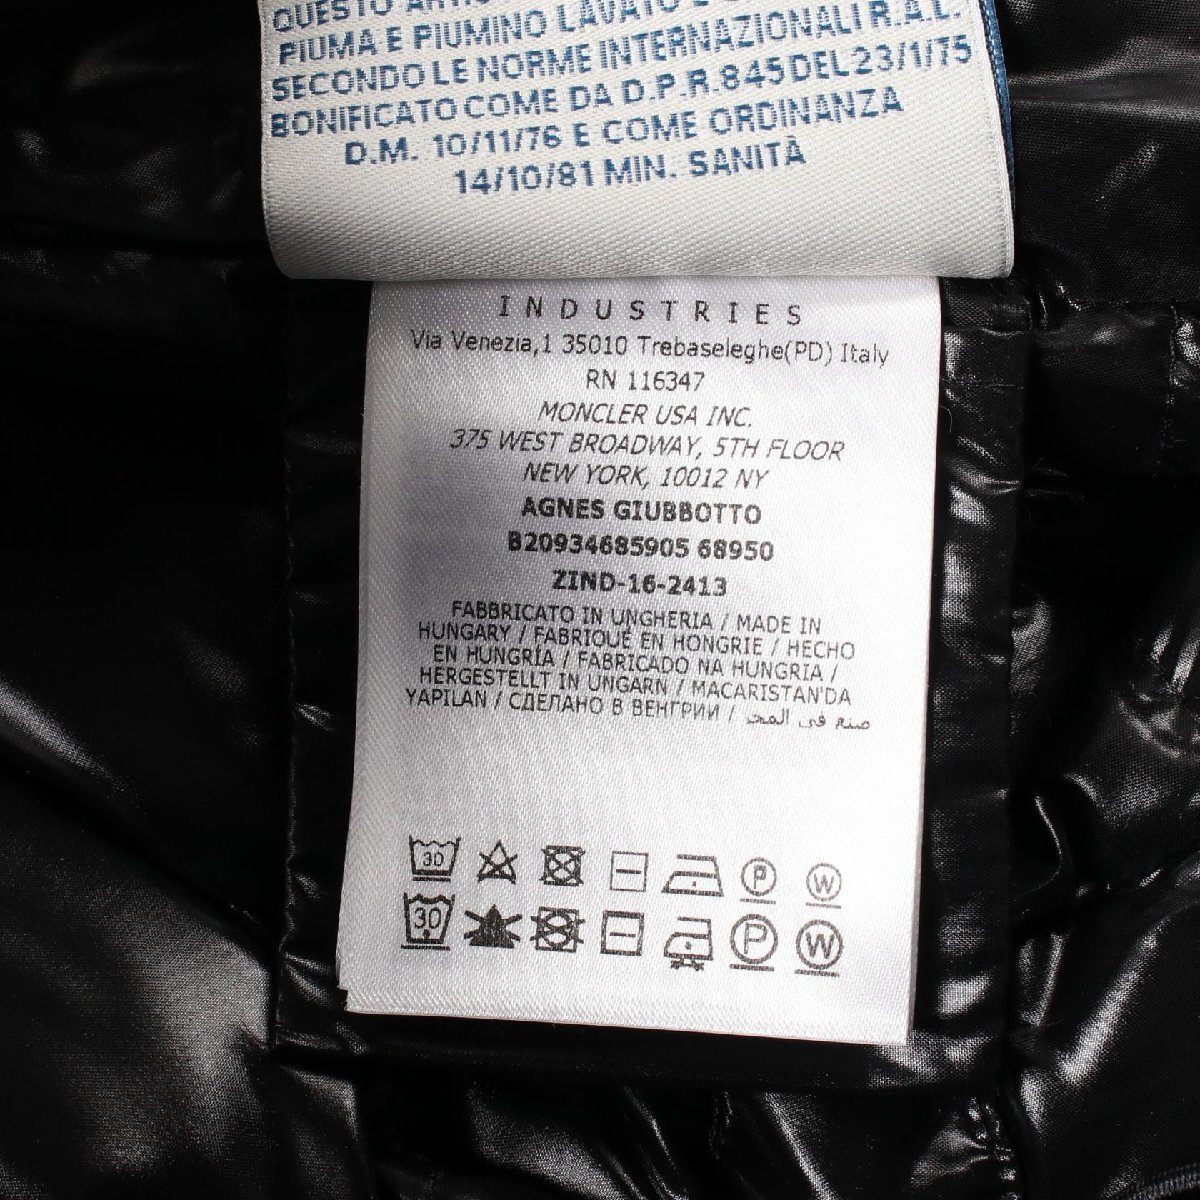 QUESTO
PIUMA E PIUMINO LAVATO E
SECONDO LE NORME INTERNAZIONALI R.A.L.
BONIFICATO COME DA D.P.R. 845 DEL 23/1/75
D.M. 10/11/76 E COME ORDINANZA
14/10/81 MIN. SANITÀ
INDUSTRIES
Via Venezia,1 35010 Trebaseleghe(PD) Italy
RN 116347
MONCLER USA INC.
375 WEST BROADWAY, 5TH FLOOR
NEW YORK, 10012 NY
AGNES GIUBBOTTO
B20934685905 68950
ZIND-16-2413
FABBRICATO IN UNGHERIA / MADE IN
HUNGARY / FABRIQUÉ EN HONGRIE / HECHO
EN HUNGRÍA / FABRICADO NA HUNGRIA /
HERGESTELLT IN UNGARN / MACARISTAN'DA
YAPILAN / СДЕЛАНО В ВЕНГРИИ / صنع في المجر
30 P W
30 P W